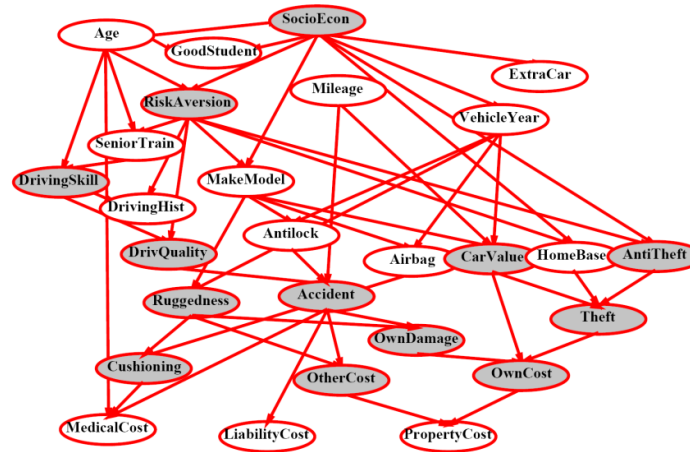 SocioEcon
Age
GoodStudent
ExtraCar
Mileage
RiskAversion
VehicleYear
SeniorTrain
DrivingSkill
MakeModel
DrivingHist
Antilock
DrivQuality
Airbag
CarValue
HomeBase
AntiTheft
Ruggedness
Accident
Theft
OwnDamage
Cushioning
OtherCost
OwnCost
MedicalCost
LiabilityCost
PropertyCost